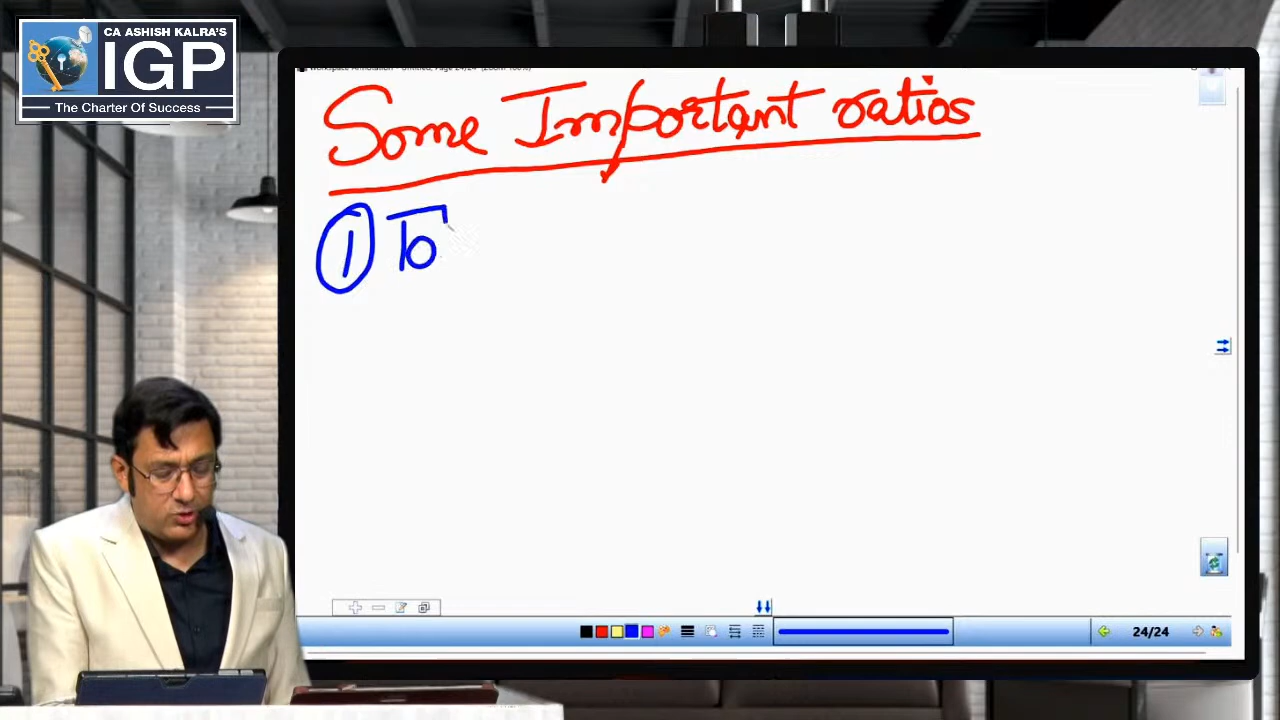 CA ASHISH KALRA'S
IGP
The Charter Of Success
Some Important ratios
① To
24/24